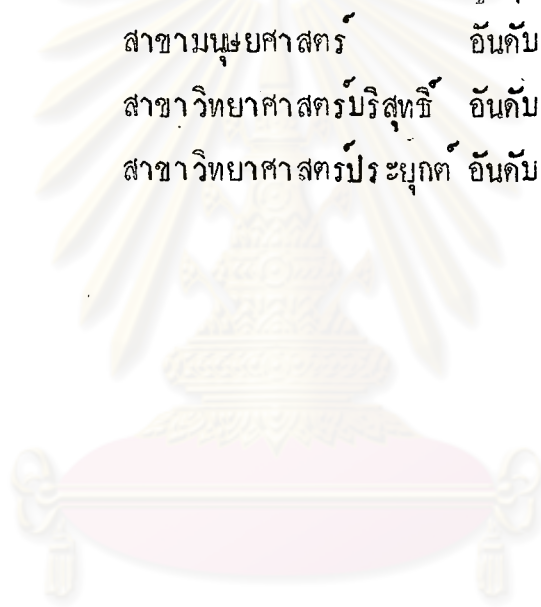 สาขามนุษยศาสตร์ อันดับ
สาขาวิทยาศาสตร์บริสุทธิ์ อันดับ
สาขาวิทยาศาสตร์ประยุกต์ อันดับ